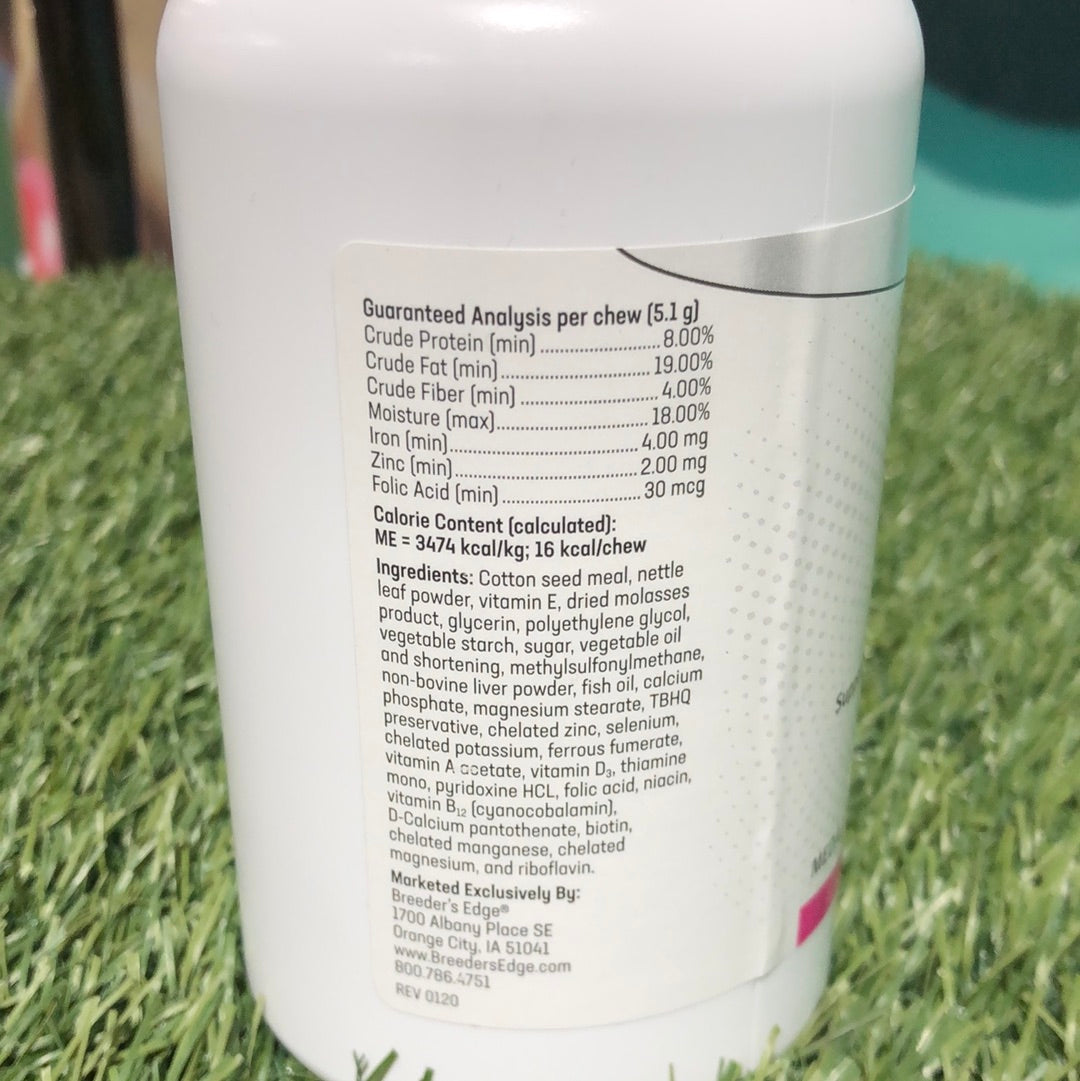 Guaranteed Analysis per chew (5.1 g)
Crude Protein (min) 8.00%
Crude Fat (min) 19.00%
Crude Fiber (min) 4.00%
Moisture (max) 18.00%
Iron (min) 4.00 mg
Zinc (min) 2.00 mg
Folic Acid (min) 30 mcg
Calorie Content (calculated):
ME = 3474 kcal/kg; 16 kcal/chew
Ingredients: Cotton seed meal, nettle
leaf powder, vitamin E, dried molasses
product, glycerin, polyethylene glycol,
vegetable starch, sugar, vegetable oil
and shortening, methylsulfonylmethane,
non-bovine liver powder, fish oil, calcium
phosphate, magnesium stearate, TBHQ
preservative, chelated zinc, selenium,
chelated potassium, ferrous fumerate,
vitamin A acetate, vitamin D₃, thiamine
mono, pyridoxine HCL, folic acid, niacin,
vitamin B₁₂ (cyanocobalamin),
D-Calcium pantothenate, biotin,
chelated manganese, chelated
magnesium, and riboflavin.
Marketed Exclusively By:
Breeder's Edge®
1700 Albany Place SE
Orange City, IA 51041
www.BreedersEdge.com
800.786.4751
REV 0120